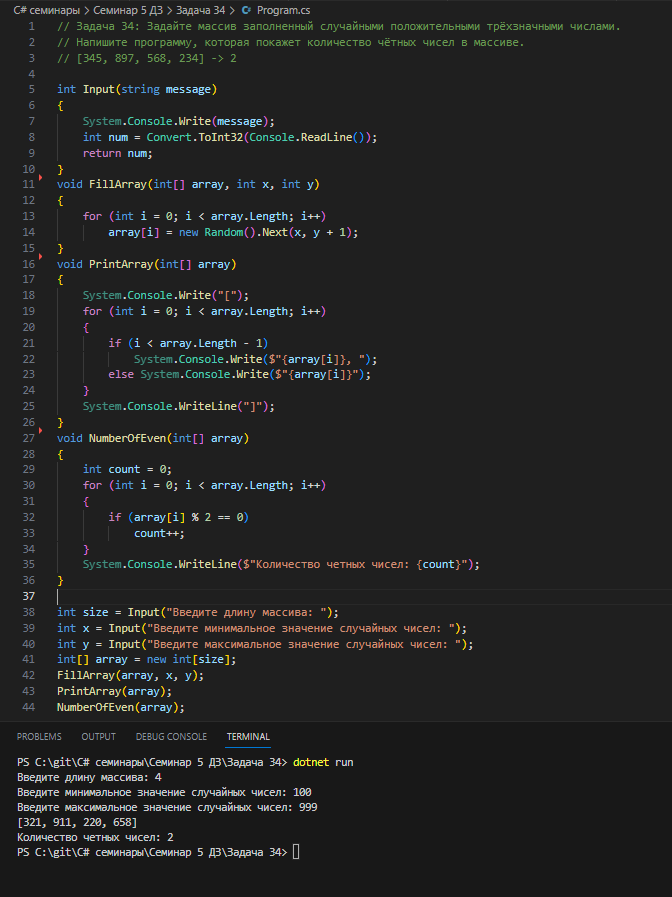 C# семинары > Семинар 5 ДЗ > Задача 34 > Program.cs
1 // Задача 34: Задайте массив заполненный случайными положительными трёхзначными числами.
2 // Напишите программу, которая покажет количество чётных чисел в массиве.
3 // [345, 897, 568, 234] -> 2
4
5 int Input(string message)
6 {
7     System.Console.Write(message);
8     int num = Convert.ToInt32(Console.ReadLine());
9     return num;
10 }
11 void FillArray(int[] array, int x, int y)
12 {
13     for (int i = 0; i < array.Length; i++)
14         array[i] = new Random().Next(x, y + 1);
15 }
16 void PrintArray(int[] array)
17 {
18     System.Console.Write("[");
19     for (int i = 0; i < array.Length; i++)
20     {
21         if (i < array.Length - 1)
22             System.Console.Write($"{array[i]}, ");
23         else System.Console.Write($"{array[i]}");
24     }
25     System.Console.WriteLine("]");
26 }
27 void NumberOfEven(int[] array)
28 {
29     int count = 0;
30     for (int i = 0; i < array.Length; i++)
31     {
32         if (array[i] % 2 == 0)
33             count++;
34     }
35     System.Console.WriteLine($"Количество четных чисел: {count}");
36 }
37
38 int size = Input("Введите длину массива: ");
39 int x = Input("Введите минимальное значение случайных чисел: ");
40 int y = Input("Введите максимальное значение случайных чисел: ");
41 int[] array = new int[size];
42 FillArray(array, x, y);
43 PrintArray(array);
44 NumberOfEven(array);
PROBLEMS OUTPUT DEBUG CONSOLE TERMINAL
PS C:\git\C# семинары\Семинар 5 ДЗ\Задача 34> dotnet run
Введите длину массива: 4
Введите минимальное значение случайных чисел: 100
Введите максимальное значение случайных чисел: 999
[321, 911, 220, 658]
Количество четных чисел: 2
PS C:\git\C# семинары\Семинар 5 ДЗ\Задача 34>